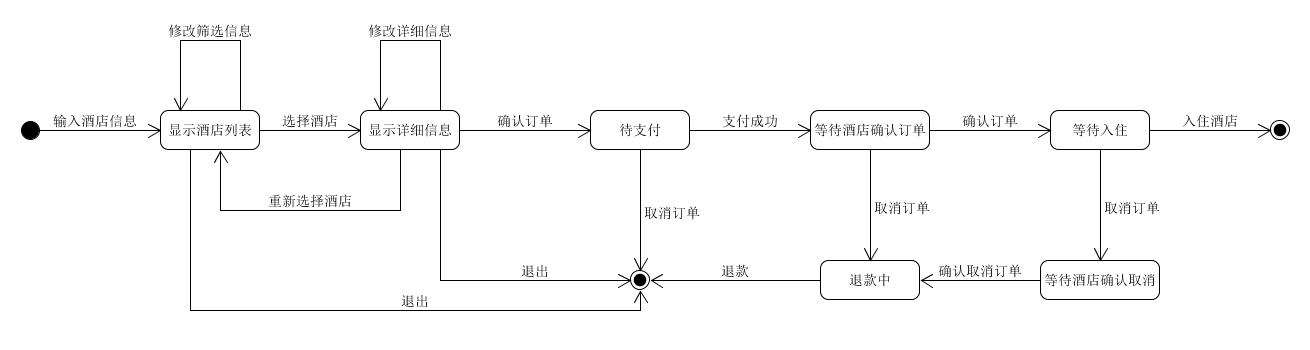 修改筛选信息
修改详细信息
输入酒店信息
显示酒店列表
选择酒店
显示详细信息
确认订单
待支付
支付成功
等待酒店确认订单
确认订单
等待入住
入住酒店
重新选择酒店
取消订单
取消订单
取消订单
退出
退款
退款中
确认取消订单
等待酒店确认取消
退出